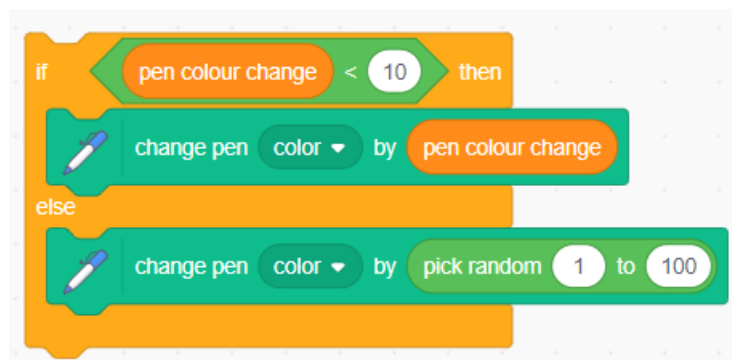 if pen colour change < 10 then
change pen color by pen colour change
else
change pen color by pick random 1 to 100